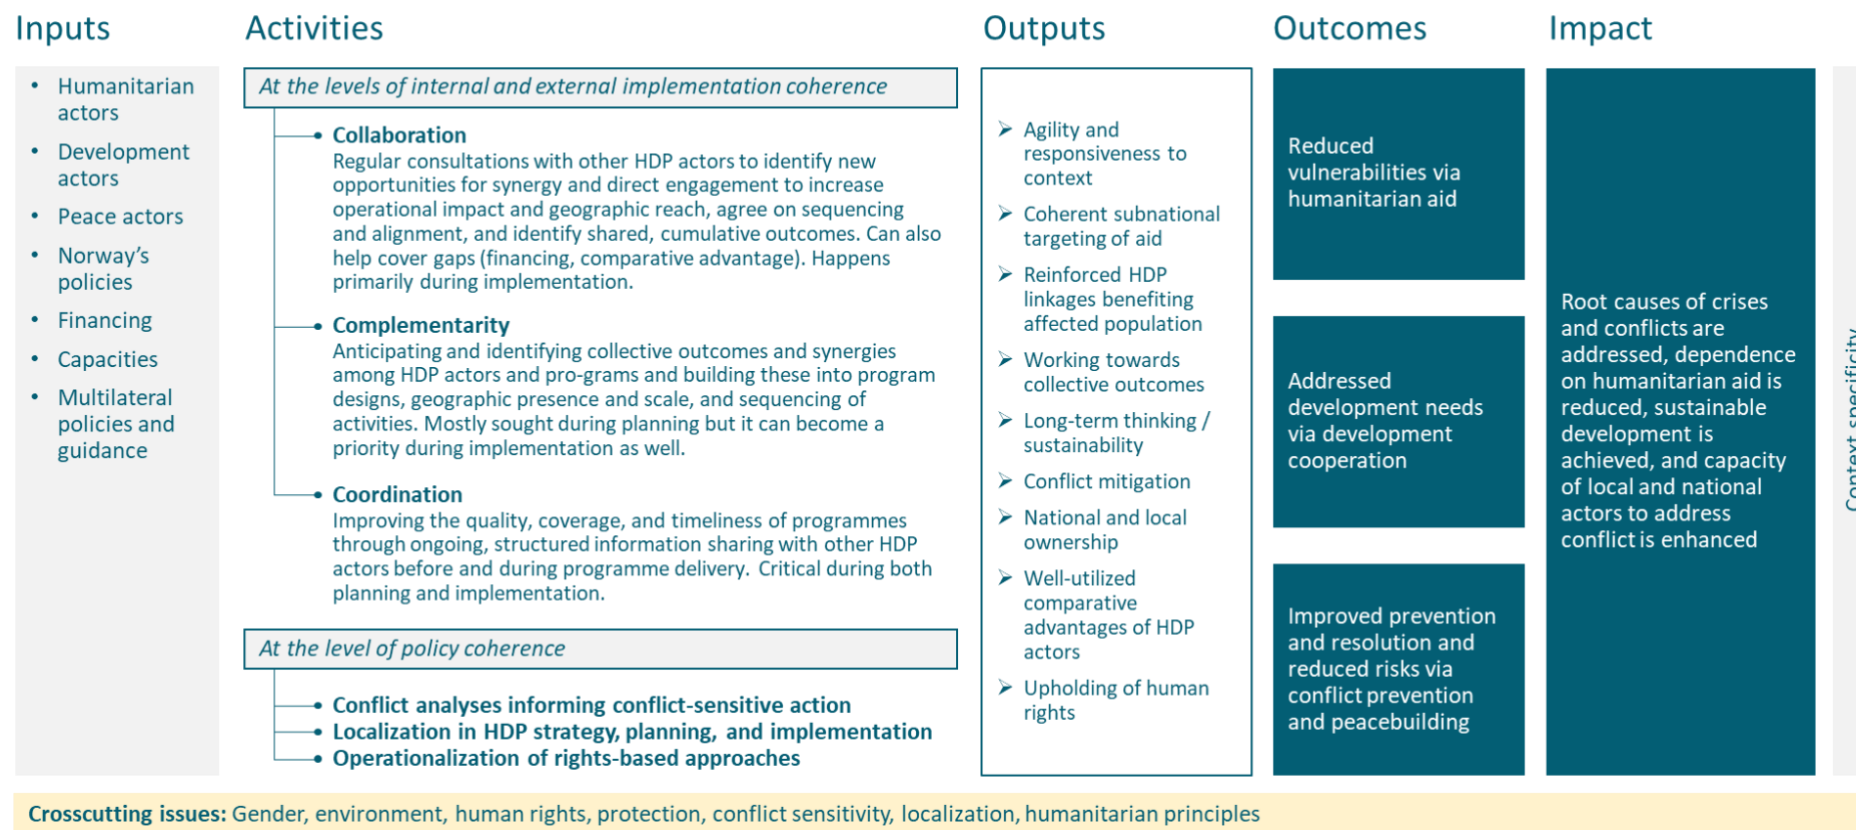 Inputs
Activities
Outputs
Outcomes
Impact
• Humanitarian
actors
• Development
actors
• Peace actors
• Norway's
policies
• Financing
• Capacities
• Multilateral
policies and
guidance
At the levels of internal and external implementation coherence
• Collaboration
Regular consultations with other HDP actors to identify new
opportunities for synergy and direct engagement to increase
operational impact and geographic reach, agree on sequencing
and alignment, and identify shared, cumulative outcomes. Can also
help cover gaps (financing, comparative advantage). Happens
primarily during implementation.
• Complementarity
Anticipating and identifying collective outcomes and synergies
among HDP actors and pro-grams and building these into program
designs, geographic presence and scale, and sequencing of
activities. Mostly sought during planning but it can become a
priority during implementation as well.
• Coordination
Improving the quality, coverage, and timeliness of programmes
through ongoing, structured information sharing with other HDP
actors before and during programme delivery. Critical during both
planning and implementation.
At the level of policy coherence
• Conflict analyses informing conflict-sensitive action
• Localization in HDP strategy, planning, and implementation
• Operationalization of rights-based approaches
➢ Agility and
responsiveness to
context
➢ Coherent subnational
targeting of aid
➢ Reinforced HDP
linkages benefiting
affected population
➢ Working towards
collective outcomes
➢ Long-term thinking /
sustainability
➢ Conflict mitigation
➢ National and local
ownership
➢ Well-utilized
comparative
advantages of HDP
actors
➢ Upholding of human
rights
Reduced
vulnerabilities via
humanitarian aid
Addressed
development needs
via development
cooperation
Improved prevention
and resolution and
reduced risks via
conflict prevention
and peacebuilding
Root causes of crises
and conflicts are
addressed, dependence
on humanitarian aid is
reduced, sustainable
development is
achieved, and capacity
of local and national
actors to address
conflict is enhanced
Context specificity
Crosscutting issues: Gender, environment, human rights, protection, conflict sensitivity, localization, humanitarian principles